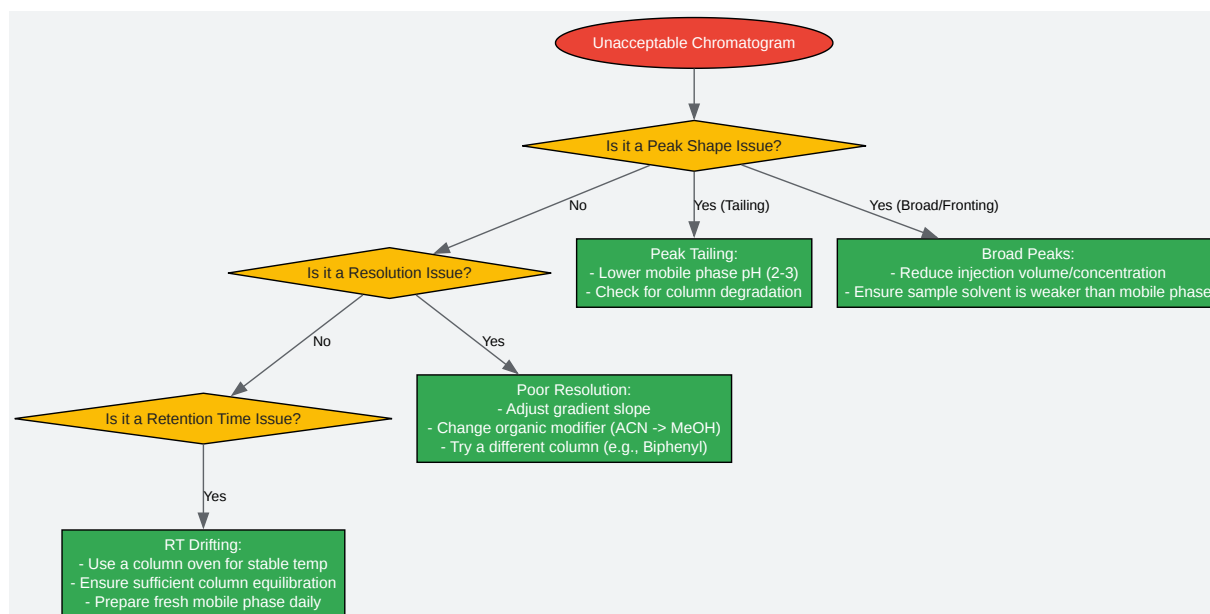 Unacceptable Chromatogram
Is it a Peak Shape Issue?
No
Yes (Tailing)
Yes (Broad/Fronting)
Is it a Resolution Issue?
Peak Tailing:
- Lower mobile phase pH (2-3)
- Check for column degradation
Broad Peaks:
- Reduce injection volume/concentration
- Ensure sample solvent is weaker than mobile phase
No
Yes
Is it a Retention Time Issue?
Poor Resolution:
- Adjust gradient slope
- Change organic modifier (ACN -> MeOH)
- Try a different column (e.g., Biphenyl)
Yes
RT Drifting:
- Use a column oven for stable temp
- Ensure sufficient column equilibration
- Prepare fresh mobile phase daily